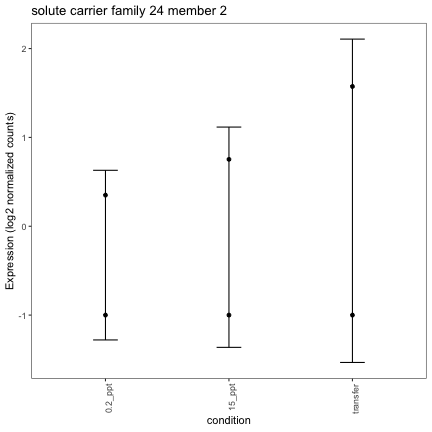 solute carrier family 24 member 2
Expression (log2 normalized counts)
2
1
0
-1
0.2_ppt
15_ppt
transfer
condition